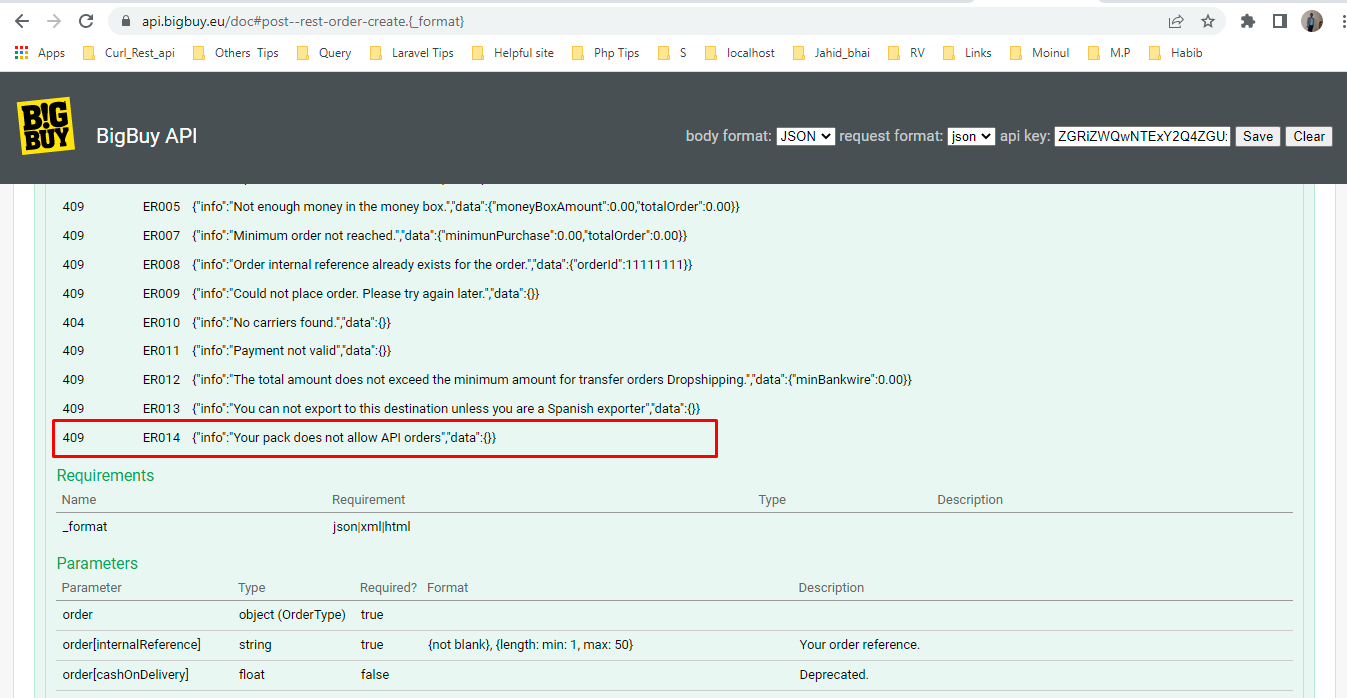 api.bigbuy.eu/doc#post--rest-order-create.{_format}
Apps Curl_Rest_api Others Tips Query Laravel Tips Helpful site Php Tips S localhost Jahid_bhai RV Links Moinul M.P Habib
B!G
BUY
BigBuy API
body format: JSON request format: json api key: ZGRiZWQwNTExY2Q4ZGU: Save Clear
409 ER005 {"info":"Not enough money in the money box.","data":{"moneyBoxAmount":0.00,"totalOrder":0.00}}
409 ER007 {"info":"Minimum order not reached.","data":{"minimunPurchase":0.00,"totalOrder":0.00}}
409 ER008 {"info":"Order internal reference already exists for the order.","data":{"orderId":11111111}}
409 ER009 {"info":"Could not place order. Please try again later.","data":{}}
404 ER010 {"info":"No carriers found.","data":{}}
409 ER011 {"info":"Payment not valid","data":{}}
409 ER012 {"info":"The total amount does not exceed the minimum amount for transfer orders Dropshipping.","data":{"minBankwire":0.00}}
409 ER013 {"info":"You can not export to this destination unless you are a Spanish exporter","data":{}}
409 ER014 {"info":"Your pack does not allow API orders","data":{}}
Requirements
Name Requirement Type Description
_format json|xml|html
Parameters
Parameter Type Required? Format Description
order object (OrderType) true
order[internalReference] string true {not blank}, {length: min: 1, max: 50} Your order reference.
order[cashOnDelivery] float false Deprecated.